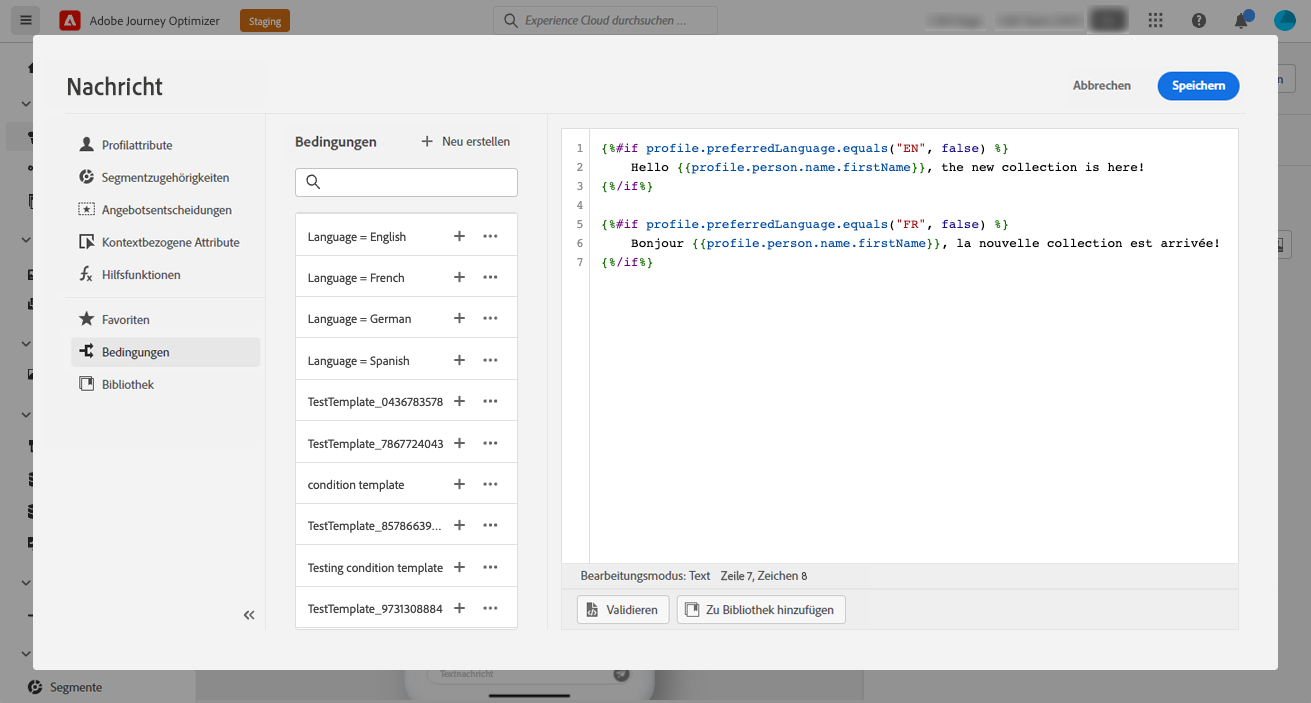 Adobe Journey Optimizer
Staging
Experience Cloud durchsuchen ...
Nachricht
Abbrechen
Speichern
Profilattribute
Segmentzugehörigkeiten
Angebotsentscheidungen
Kontextbezogene Attribute
Hilfsfunktionen
Favoriten
Bedingungen
Bibliothek
Bedingungen
Neu erstellen
Language = English
Language = French
Language = German
Language = Spanish
TestTemplate_0436783578
TestTemplate_7867724043
condition template
TestTemplate_85786639...
Testing condition template
TestTemplate_9731308884
1 {%#if profile.preferredLanguage.equals("EN", false) %}
2 Hello {{profile.person.name.firstName}}, the new collection is here!
3 {%/if%}
4
5 {%#if profile.preferredLanguage.equals("FR", false) %}
6 Bonjour {{profile.person.name.firstName}}, la nouvelle collection est arrivée!
7 {%/if%}
Bearbeitungsmodus: Text Zeile 7, Zeichen 8
Validieren
Zu Bibliothek hinzufügen
Textnachricht
Segmente